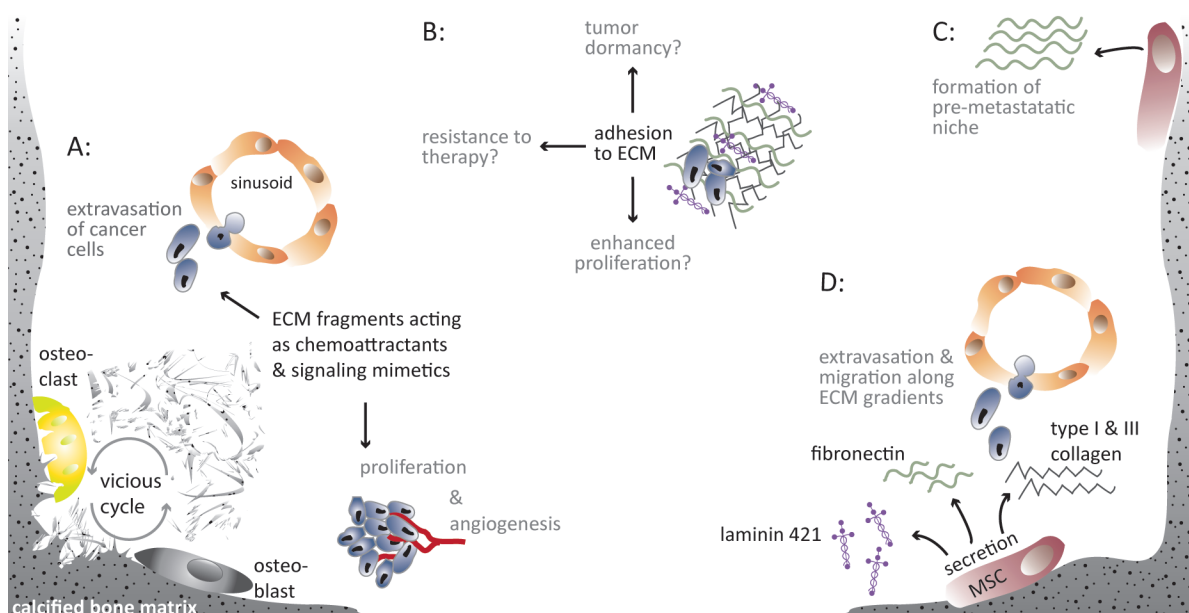 A:
sinusoid
extravasation
of cancer
cells
ECM fragments acting
as chemoattractants
& signaling mimetics
osteo-
clast
vicious
cycle
proliferation
&
angiogenesis
osteo-
blast
calcified bone matrix
B:
tumor
dormancy?
resistance to
therapy?
adhesion
to ECM
enhanced
proliferation?
C:
formation of
pre-metastatatic
niche
D:
extravasation &
migration along
ECM gradients
type I & III
collagen
fibronectin
laminin 421
secretion
MSC